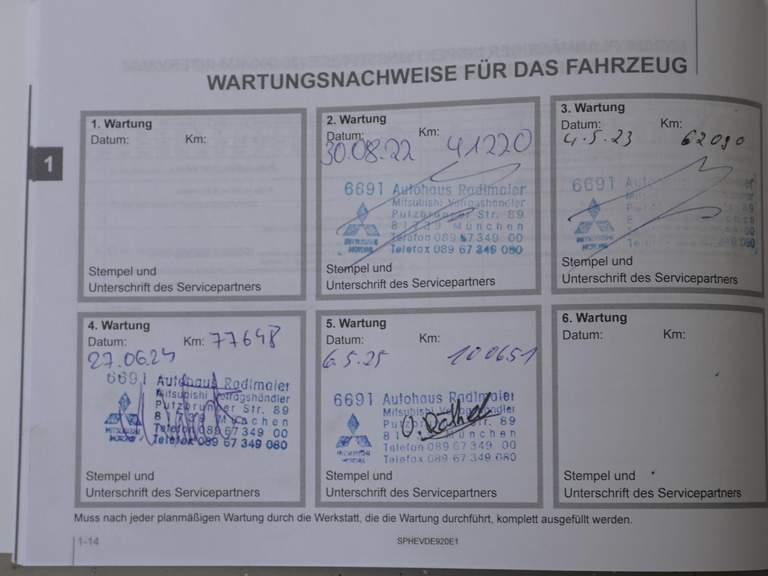 WARTUNGSNACHWEISE FÜR DAS FAHRZEUG
1
1. Wartung
Datum: Km:
Stempel und
Unterschrift des Servicepartners
2. Wartung
Datum: Km:
30.08.22 41220
6691 Autohaus Radlmaier
Mitsubishi Vertragshändler
Putzbrunner Str. 89
81739 München
Telefon 089 67 349 00
Telefax 089 67 349 080
Stempel und
Unterschrift des Servicepartners
3. Wartung
Datum: Km:
4.5.23 62090
6691
Stempel und
Unterschrift des Servicepartners
4. Wartung
Datum: Km: 77648
27.06.24
6691 Autohaus Radlmaier
Mitsubishi Vertragshändler
Putzbrunner Str. 89
81739 München
Telefon 089 67 349 00
Telefax 089 67 349 080
Stempel und
Unterschrift des Servicepartners
5. Wartung
Datum: Km:
6.5.25 100651
6691 Autohaus Radlmaier
Mitsubishi Vertragshändler
Putzbrunner Str. 89
81739 München
Telefon 089 67 349 00
Telefax 089 67 349 080
Stempel und
Unterschrift des Servicepartners
6. Wartung
Datum: Km:
Stempel und
Unterschrift des Servicepartners
Muss nach jeder planmäßigen Wartung durch die Werkstatt, die die Wartung durchführt, komplett ausgefüllt werden.
1-14
SPHEVDE920E1